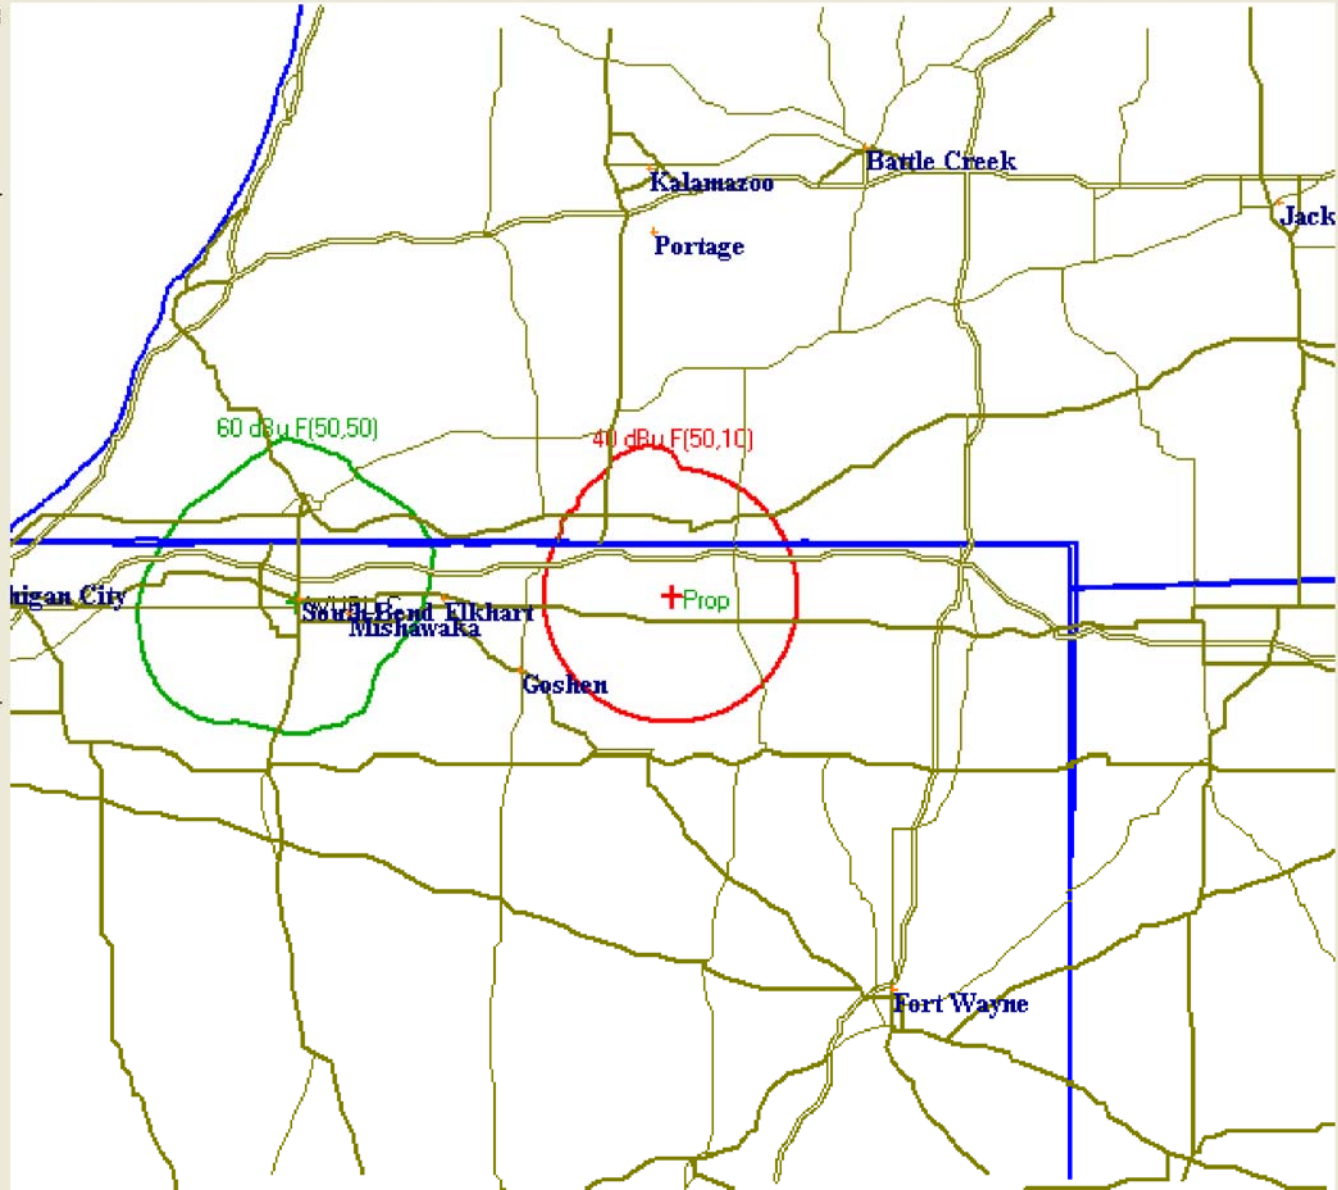 Battle Creek
Kalamazoo
Jack
Portage
60 dBu F(50,50)
40 dBu F(50,10)
higan City
Prop
South Bend Elkhart
Mishawaka
Goshen
Fort Wayne